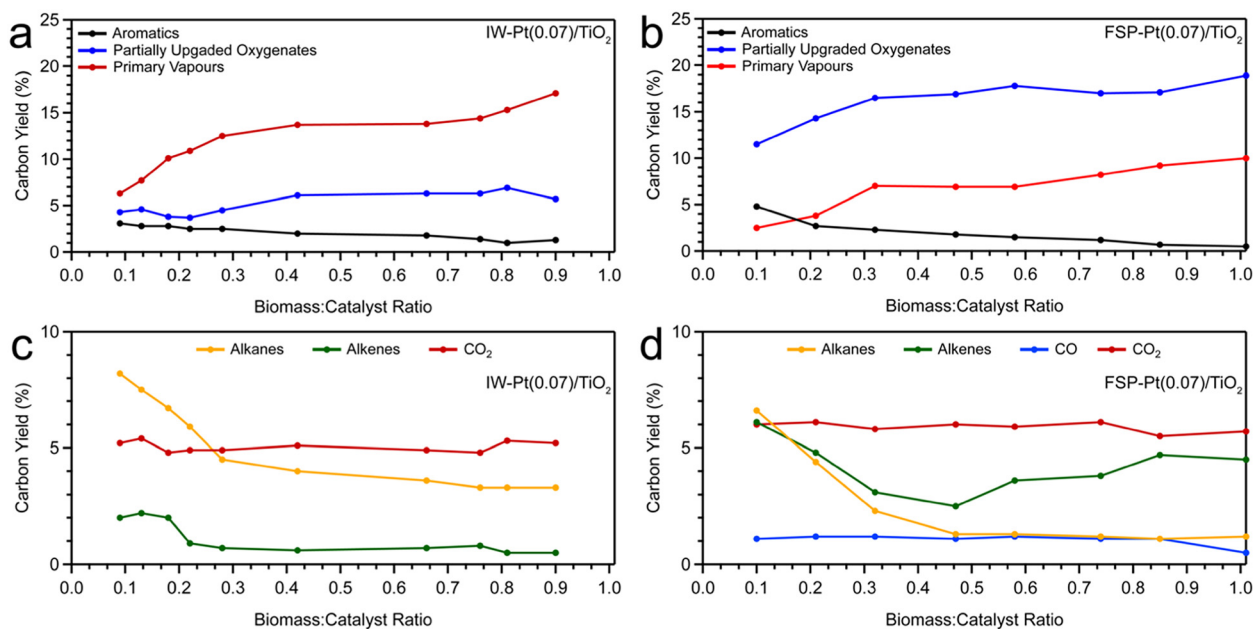 a
IW-Pt(0.07)/TiO2
Aromatics
Partially Upgaded Oxygenates
Primary Vapours
Carbon Yield (%)
25
20
15
10
5
0
0.0 0.1 0.2 0.3 0.4 0.5 0.6 0.7 0.8 0.9 1.0
Biomass:Catalyst Ratio
b
FSP-Pt(0.07)/TiO2
Aromatics
Partially Upgraded Oxygenates
Primary Vapours
Carbon Yield (%)
25
20
15
10
5
0
0.0 0.1 0.2 0.3 0.4 0.5 0.6 0.7 0.8 0.9 1.0
Biomass:Catalyst Ratio
c
Alkanes Alkenes CO2
IW-Pt(0.07)/TiO2
Carbon Yield (%)
10
5
0
0.0 0.1 0.2 0.3 0.4 0.5 0.6 0.7 0.8 0.9 1.0
Biomass:Catalyst Ratio
d
Alkanes Alkenes CO CO2
FSP-Pt(0.07)/TiO2
Carbon Yield (%)
10
5
0
0.0 0.1 0.2 0.3 0.4 0.5 0.6 0.7 0.8 0.9 1.0
Biomass:Catalyst Ratio